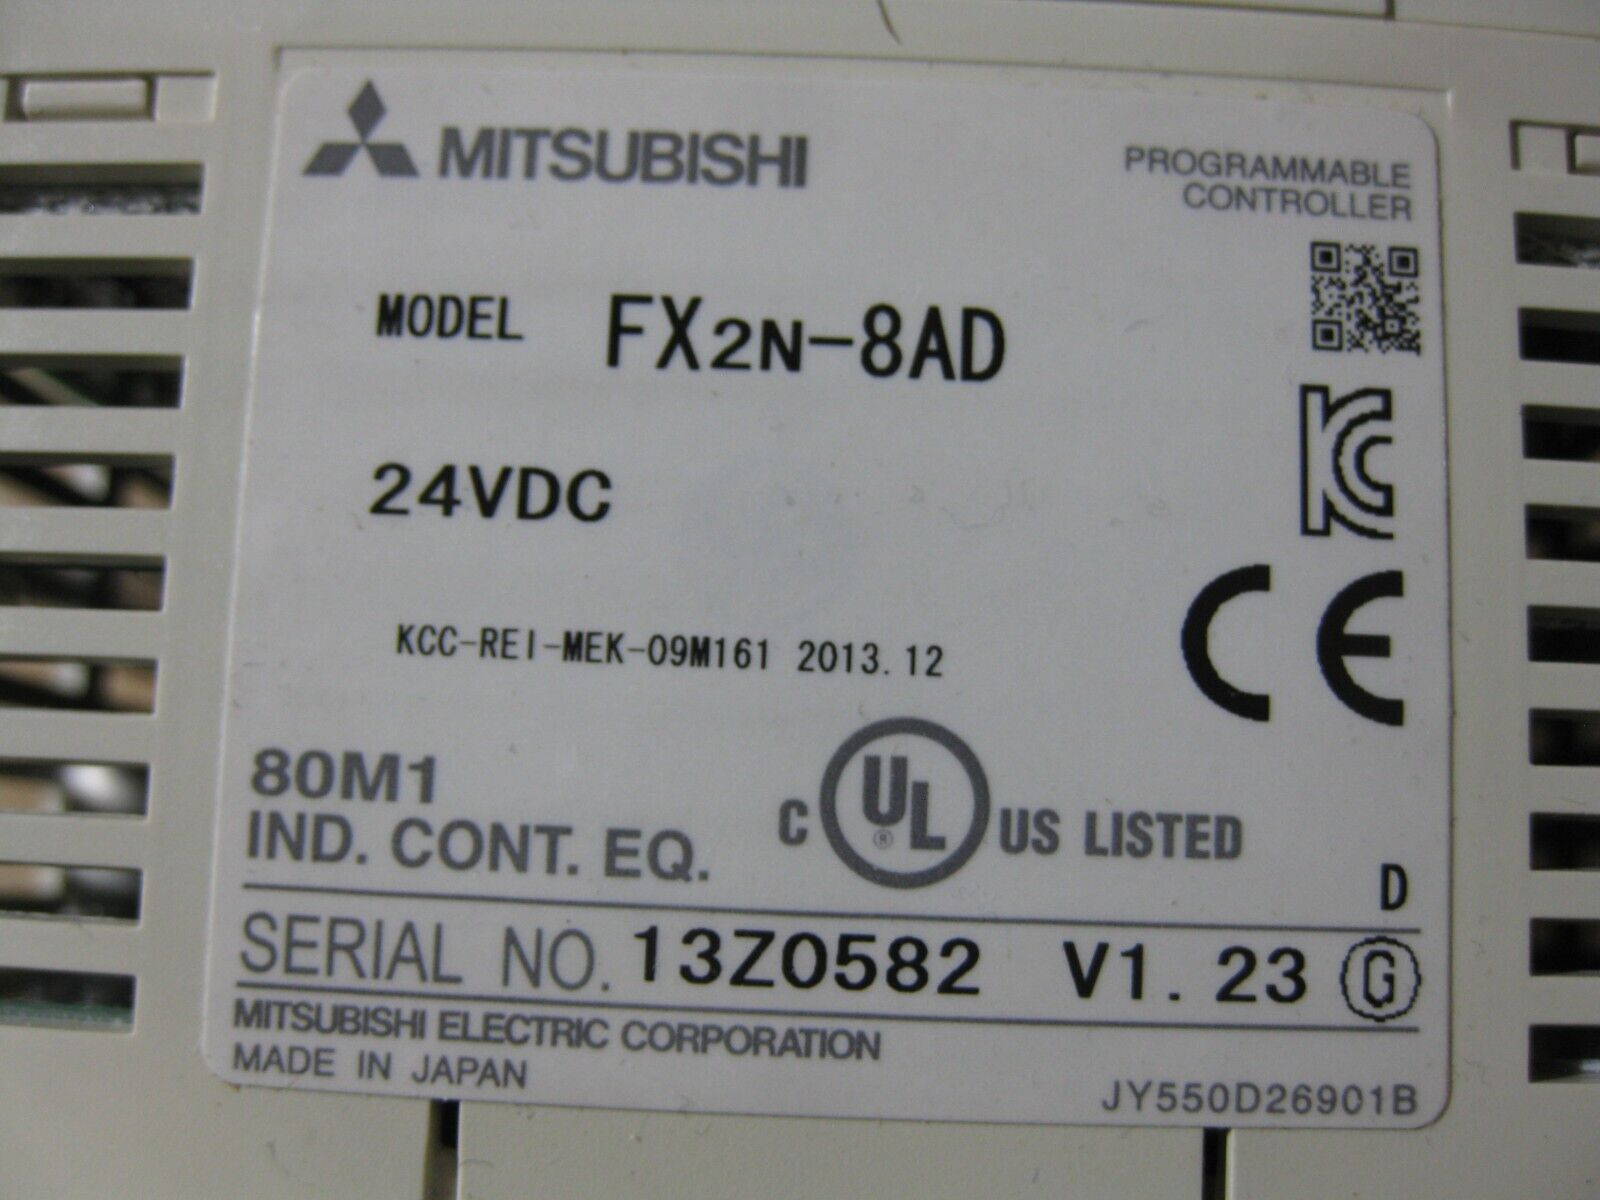 MITSUBISHI
PROGRAMMABLE
CONTROLLER
MODEL FX2N-8AD
24VDC
KCC-REI-MEK-09M161 2013.12
80M1
IND. CONT. EQ.
C UL ® US LISTED
D
SERIAL NO. 13Z0582 V1.23 G
MITSUBISHI ELECTRIC CORPORATION
MADE IN JAPAN
JY550D26901B